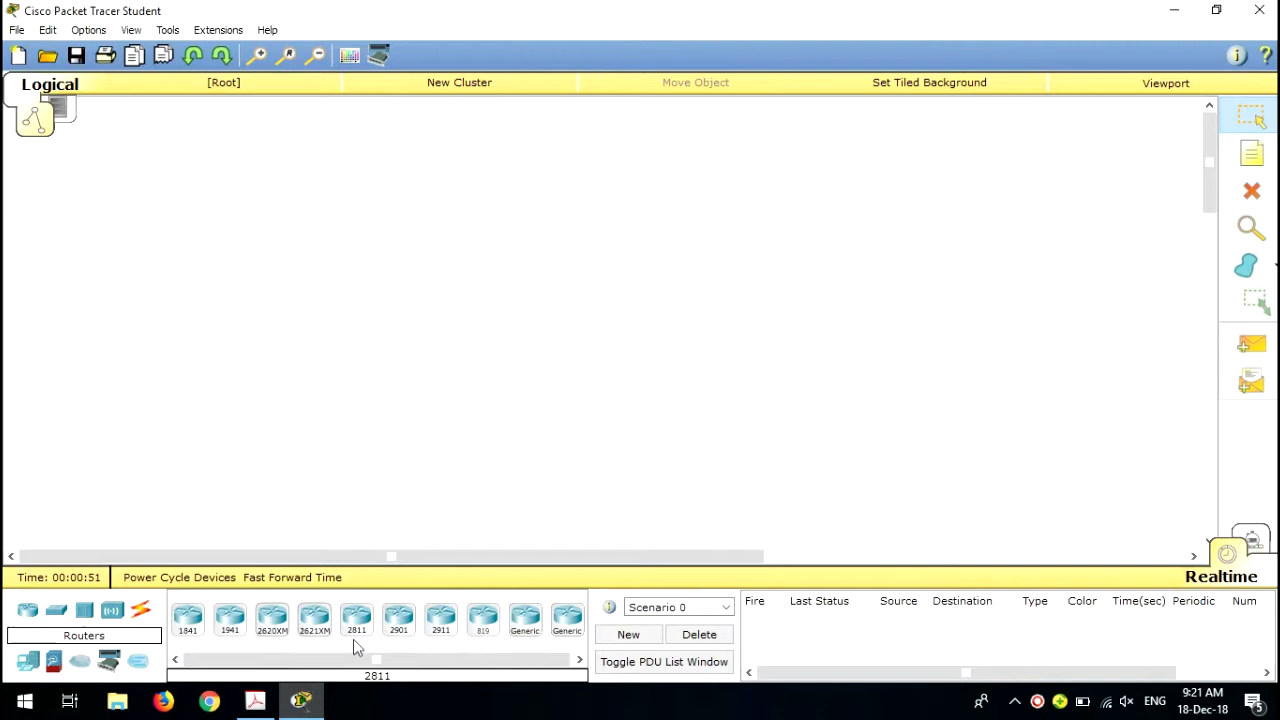 Cisco Packet Tracer Student
File Edit Options View Tools Extensions Help
Logical [Root] New Cluster Move Object Set Tiled Background Viewport
Time: 00:00:51 Power Cycle Devices Fast Forward Time Realtime
Routers
1841 1941 2620XM 2621XM 2811 2901 2911 819 Generic Generic
2811
Scenario 0
New Delete
Toggle PDU List Window
Fire Last Status Source Destination Type Color Time(sec) Periodic Num
ENG
9:21 AM
18-Dec-18
5